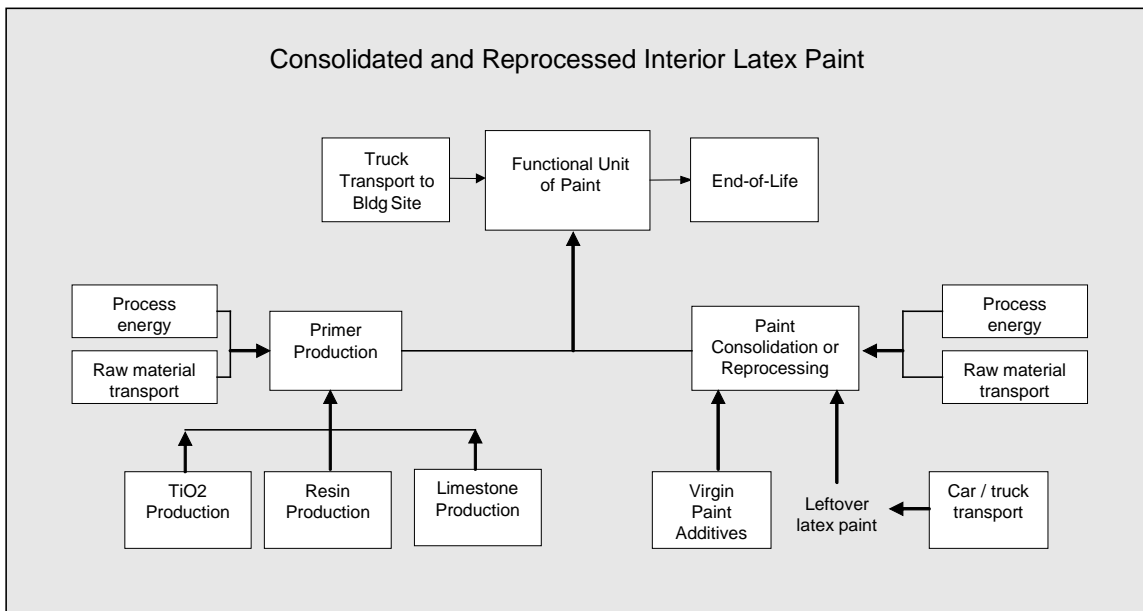 Consolidated and Reprocessed Interior Latex Paint
Truck
Transport to
Bldg Site
Functional Unit
of Paint
End-of-Life
Process
energy
Raw material
transport
Primer
Production
Paint
Consolidation or
Reprocessing
Process
energy
Raw material
transport
TiO2
Production
Resin
Production
Limestone
Production
Virgin
Paint
Additives
Leftover
latex paint
Car / truck
transport